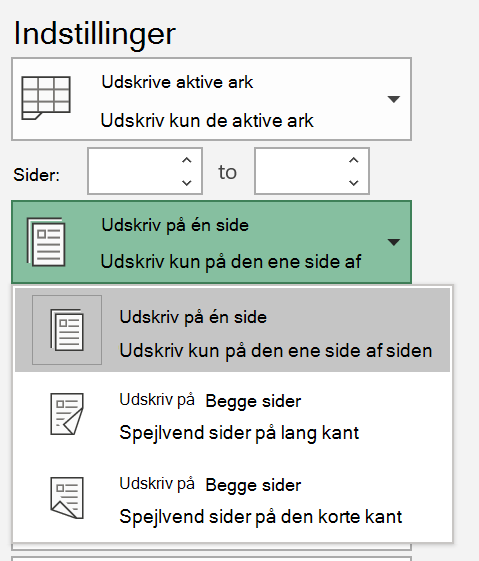 Indstillinger
Udskrive aktive ark
Udskriv kun de aktive ark
Sider: to
Udskriv på én side
Udskriv kun på den ene side af
Udskriv på én side
Udskriv kun på den ene side af siden
Udskriv på Begge sider
Spejlvend sider på lang kant
Udskriv på Begge sider
Spejlvend sider på den korte kant